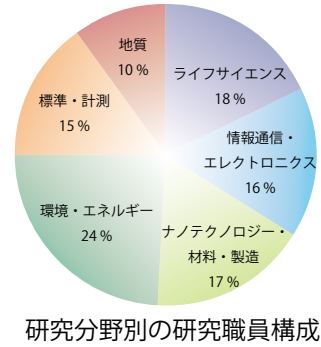 地質
10 %
ライフサイエンス
18 %
標準・計測
15 %
情報通信・
エレクトロニクス
16 %
環境・エネルギー
24 %
ナノテクノロジー・
材料・製造
17 %
研究分野別の研究職員構成